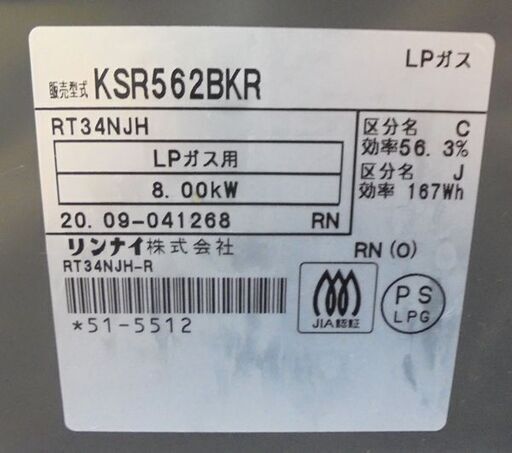 LPガス
販売型式 KSR562BKR
RT34NJH
LPガス用
8.00kW
20.09-041268 RN
リンナイ株式会社
RT34NJH-R
*51-5512
区分名 C
効率56.3%
区分名 J
効率 167Wh
RN(0)
JIA認証
PS
LPG